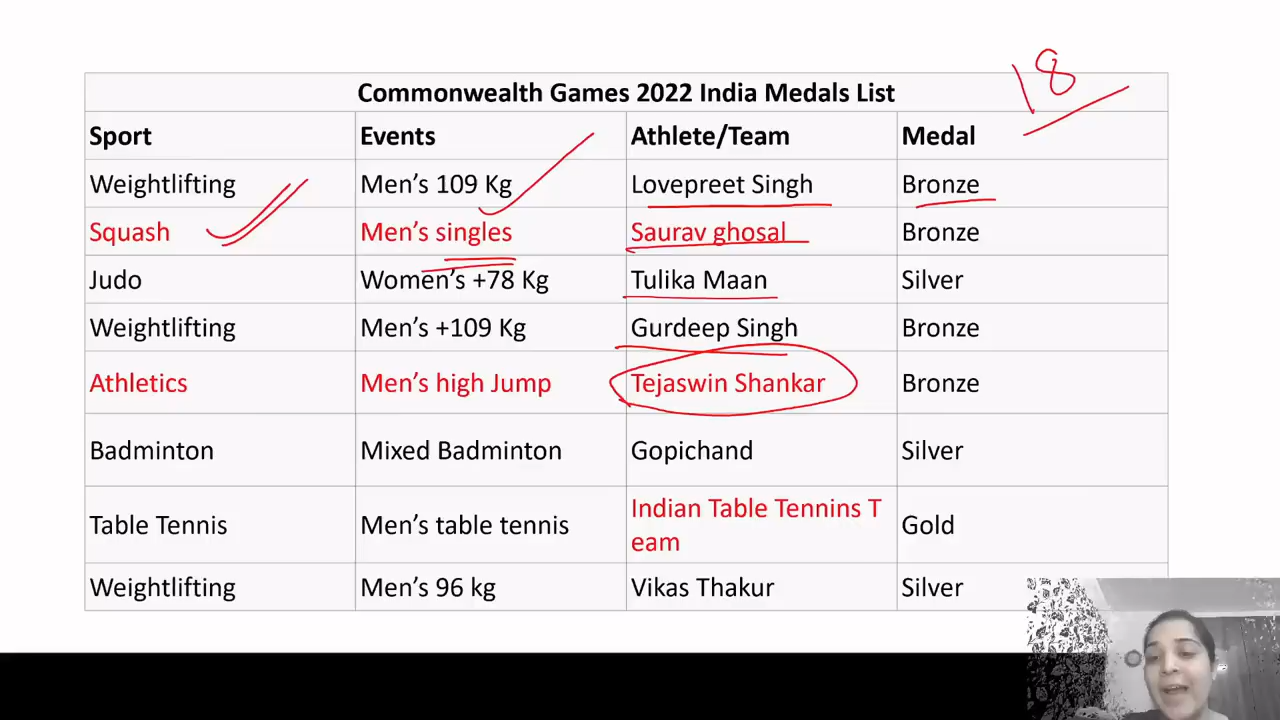 18
Commonwealth Games 2022 India Medals List
Sport Events Athlete/Team Medal
Weightlifting Men’s 109 Kg Lovepreet Singh Bronze
Squash Men’s singles Saurav ghosal Bronze
Judo Women’s +78 Kg Tulika Maan Silver
Weightlifting Men’s +109 Kg Gurdeep Singh Bronze
Athletics Men’s high Jump Tejaswin Shankar Bronze
Badminton Mixed Badminton Gopichand Silver
Table Tennis Men’s table tennis Indian Table Tennins T
eam Gold
Weightlifting Men’s 96 kg Vikas Thakur Silver